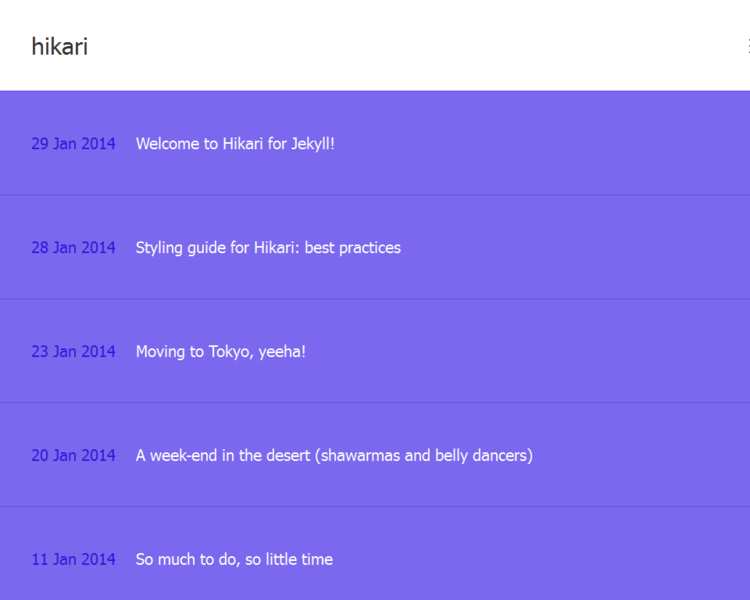 hikari
29 Jan 2014 Welcome to Hikari for Jekyll!
28 Jan 2014 Styling guide for Hikari: best practices
23 Jan 2014 Moving to Tokyo, yeeha!
20 Jan 2014 A week-end in the desert (shawarmas and belly dancers)
11 Jan 2014 So much to do, so little time